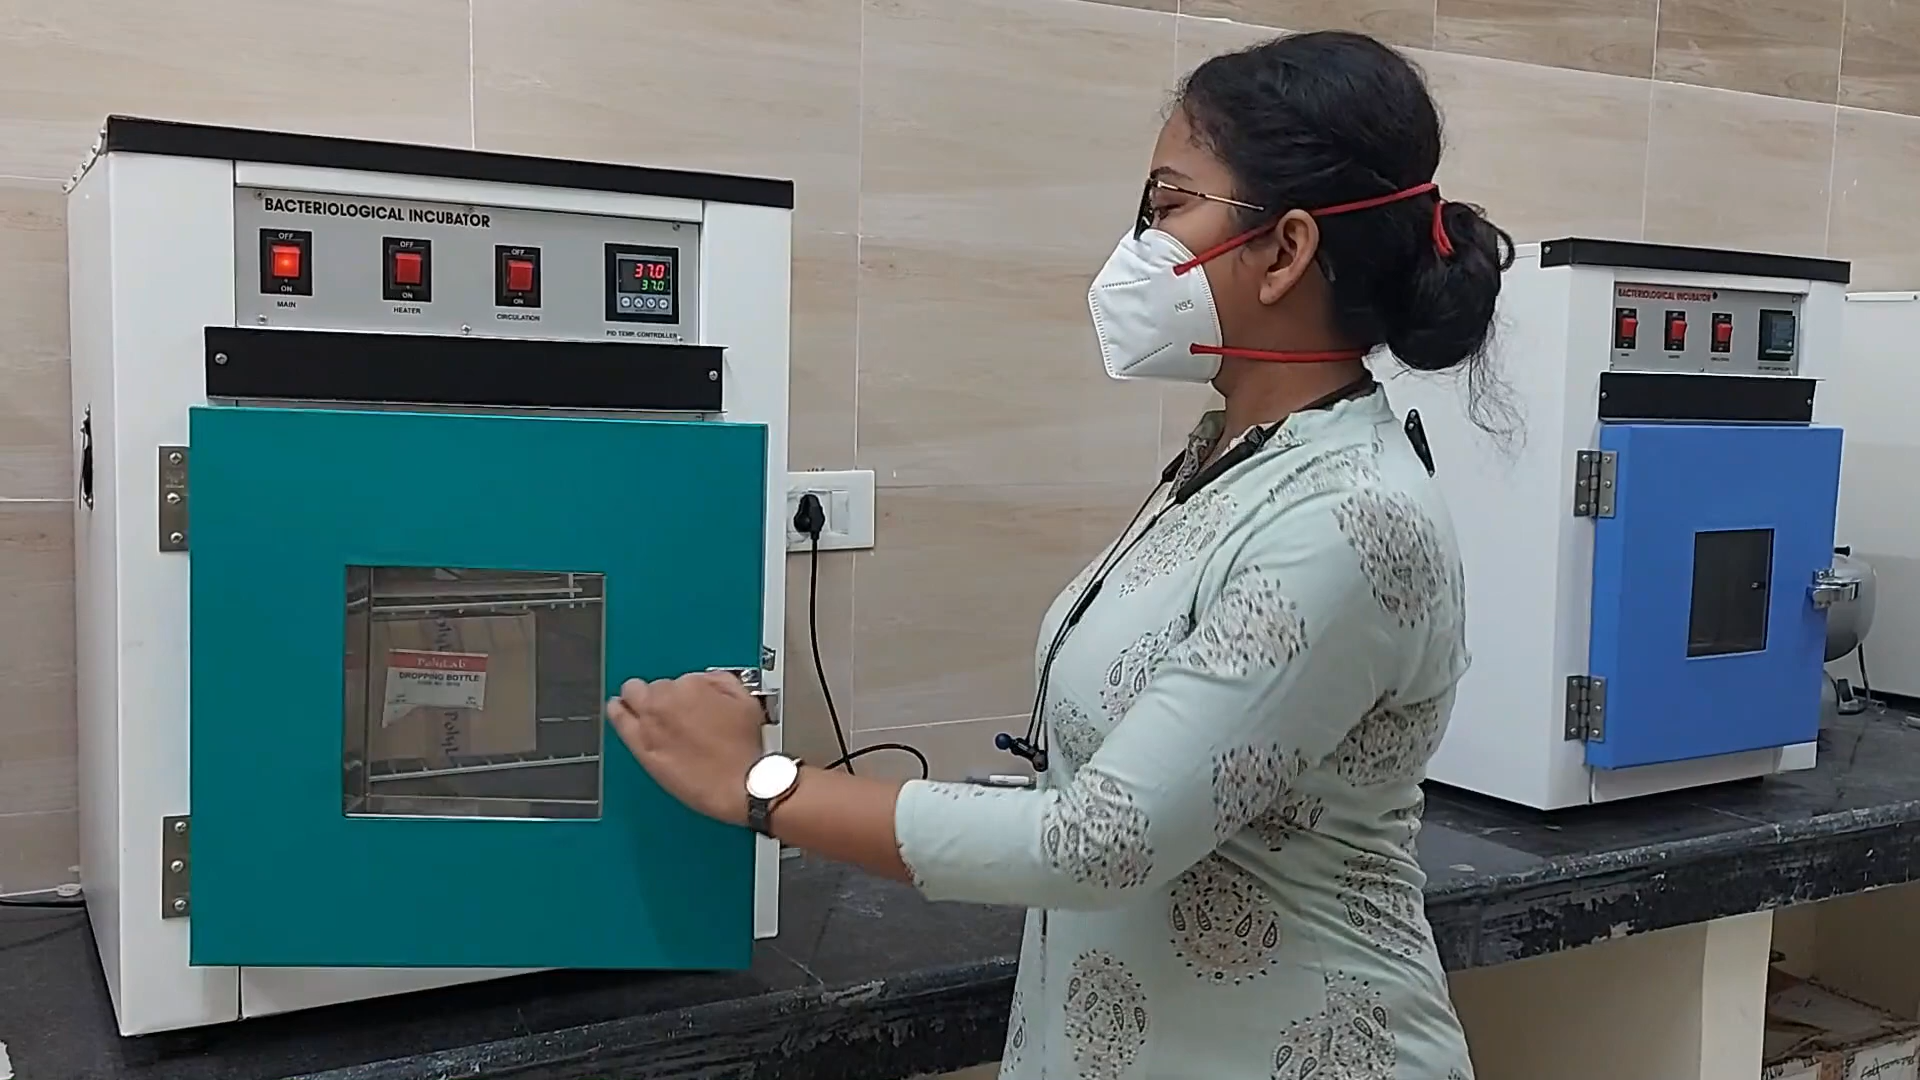 BACTERIOLOGICAL INCUBATOR
OFF
ON
MAIN
OFF
ON
HEATER
OFF
ON
CIRCULATION
37.0
37.0
PID TEMP. CONTROLLER
N95
BACTERIOLOGICAL INCUBATOR
PolyLab
DROPPING BOTTLE